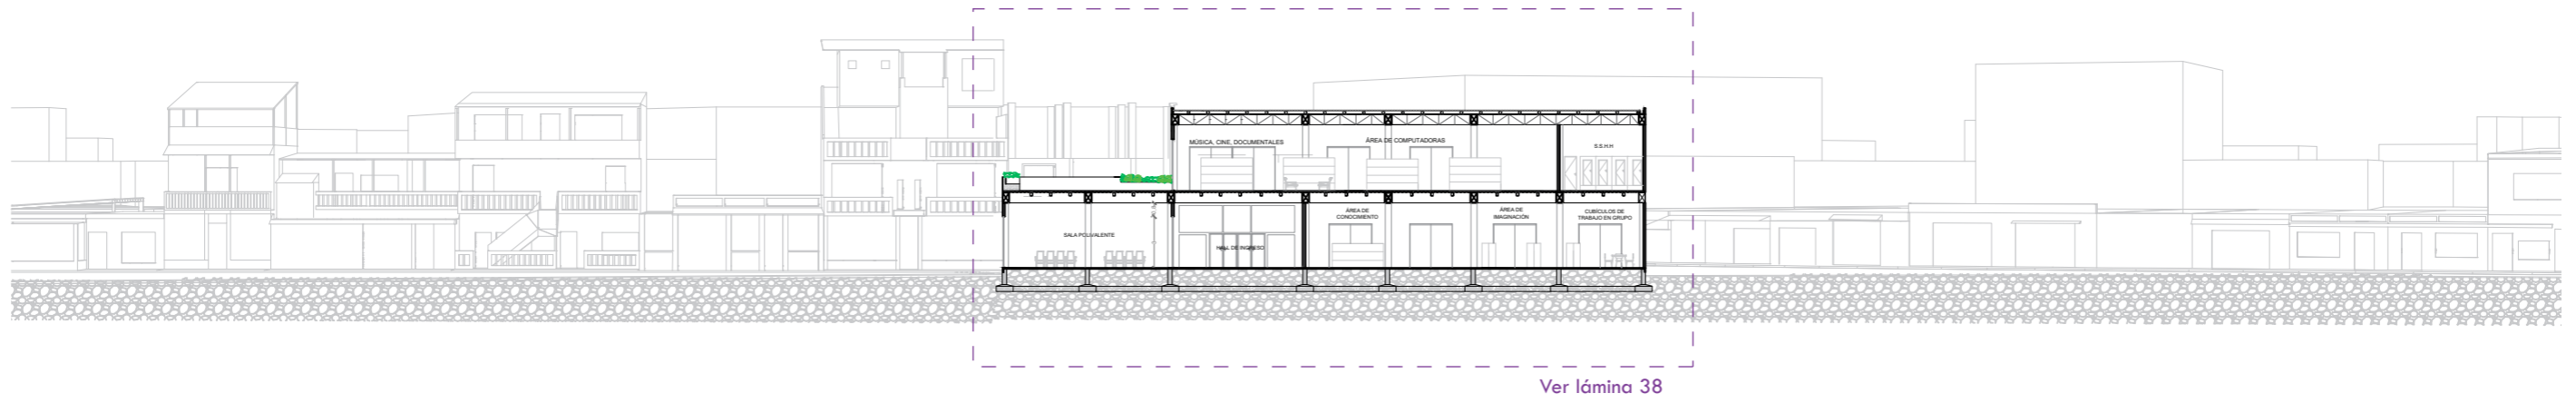 MÚSICA, CINE, DOCUMENTALES
ÁREA DE COMPUTADORAS
S.S.H.H
SALA POLIVALENTE
HALL DE INGRESO
ÁREA DE
CONOCIMIENTO
ÁREA DE
IMAGINACIÓN
CUBÍCULOS DE
TRABAJO EN GRUPO
Ver lámina 38